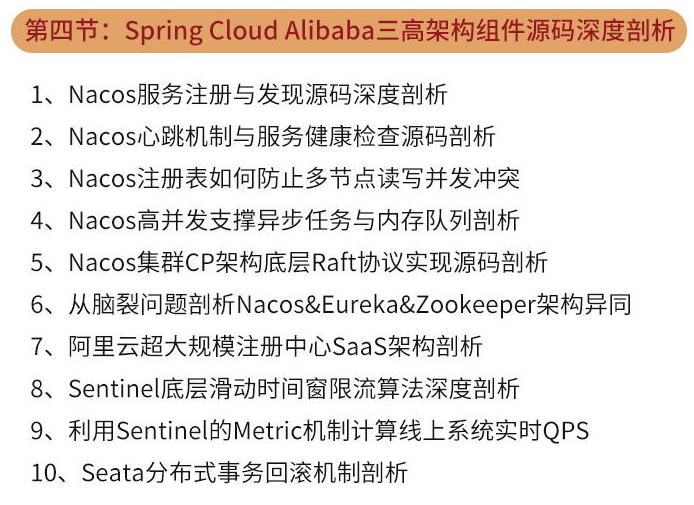 第四节：Spring Cloud Alibaba三高架构组件源码深度剖析
1、Nacos服务注册与发现源码深度剖析
2、Nacos心跳机制与服务健康检查源码剖析
3、Nacos注册表如何防止多节点读写并发冲突
4、Nacos高并发支撑异步任务与内存队列剖析
5、Nacos集群CP架构底层Raft协议实现源码剖析
6、从脑裂问题剖析Nacos&Eureka&Zookeeper架构异同
7、阿里云超大规模注册中心SaaS架构剖析
8、Sentinel底层滑动时间窗限流算法深度剖析
9、利用Sentinel的Metric机制计算线上系统实时QPS
10、Seata分布式事务回滚机制剖析